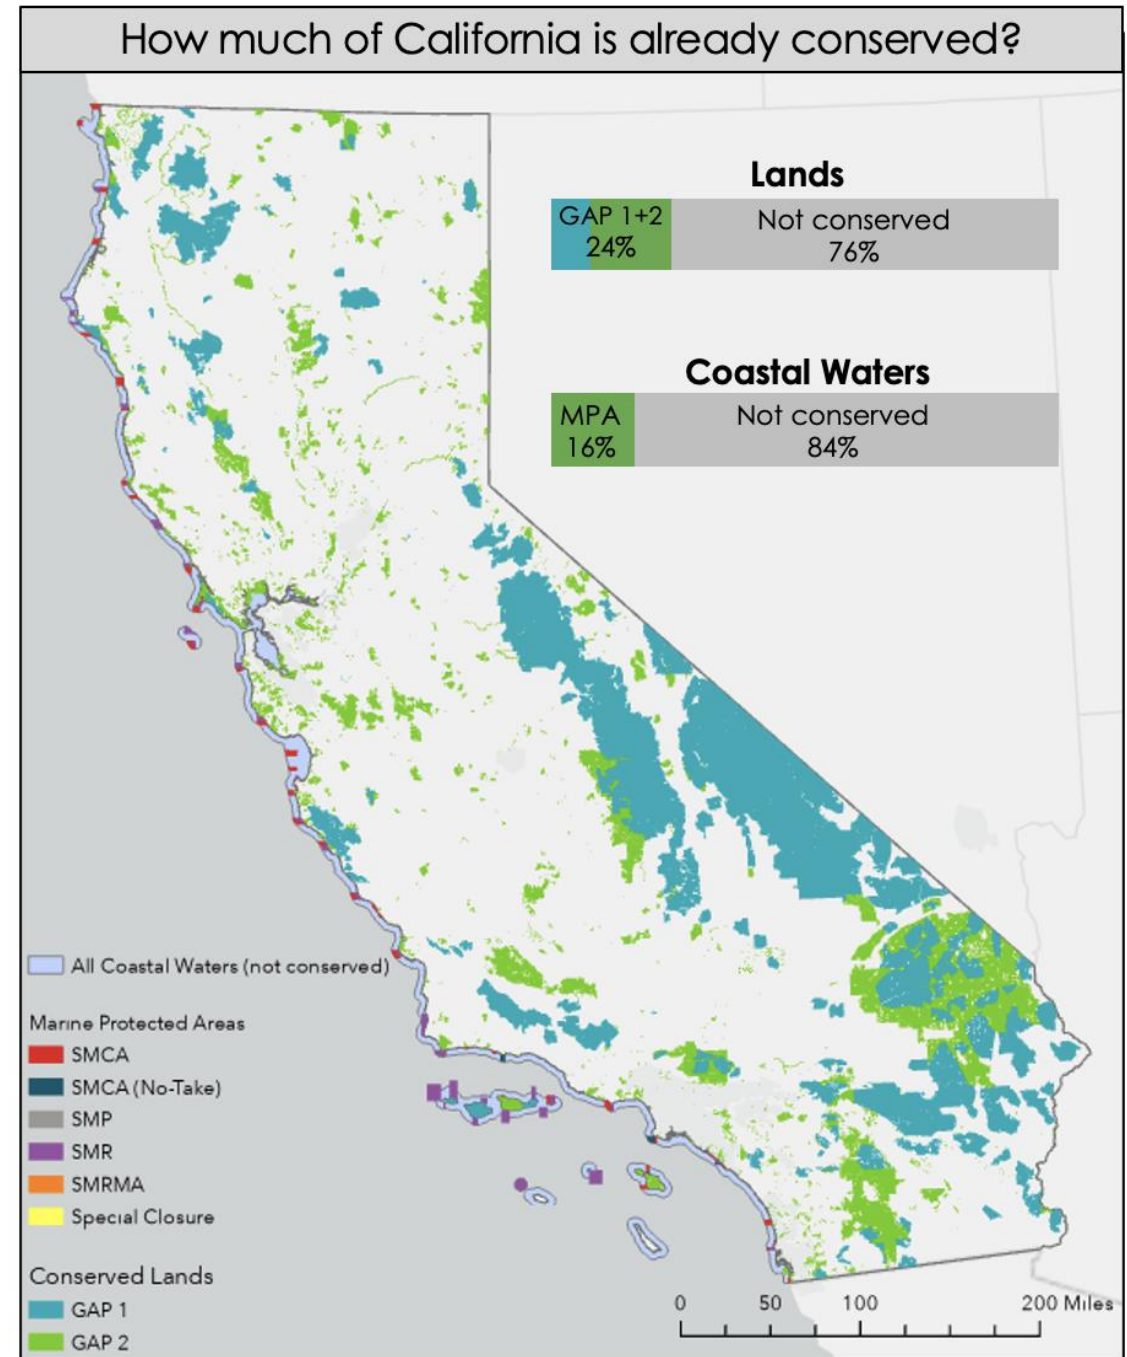 How much of California is already conserved?
Lands
GAP 1+2
24%
Not conserved
76%
Coastal Waters
MPA
16%
Not conserved
84%
All Coastal Waters (not conserved)
Marine Protected Areas
SMCA
SMCA (No-Take)
SMP
SMR
SMRMA
Special Closure
Conserved Lands
GAP 1
GAP 2
0 50 100 200 Miles